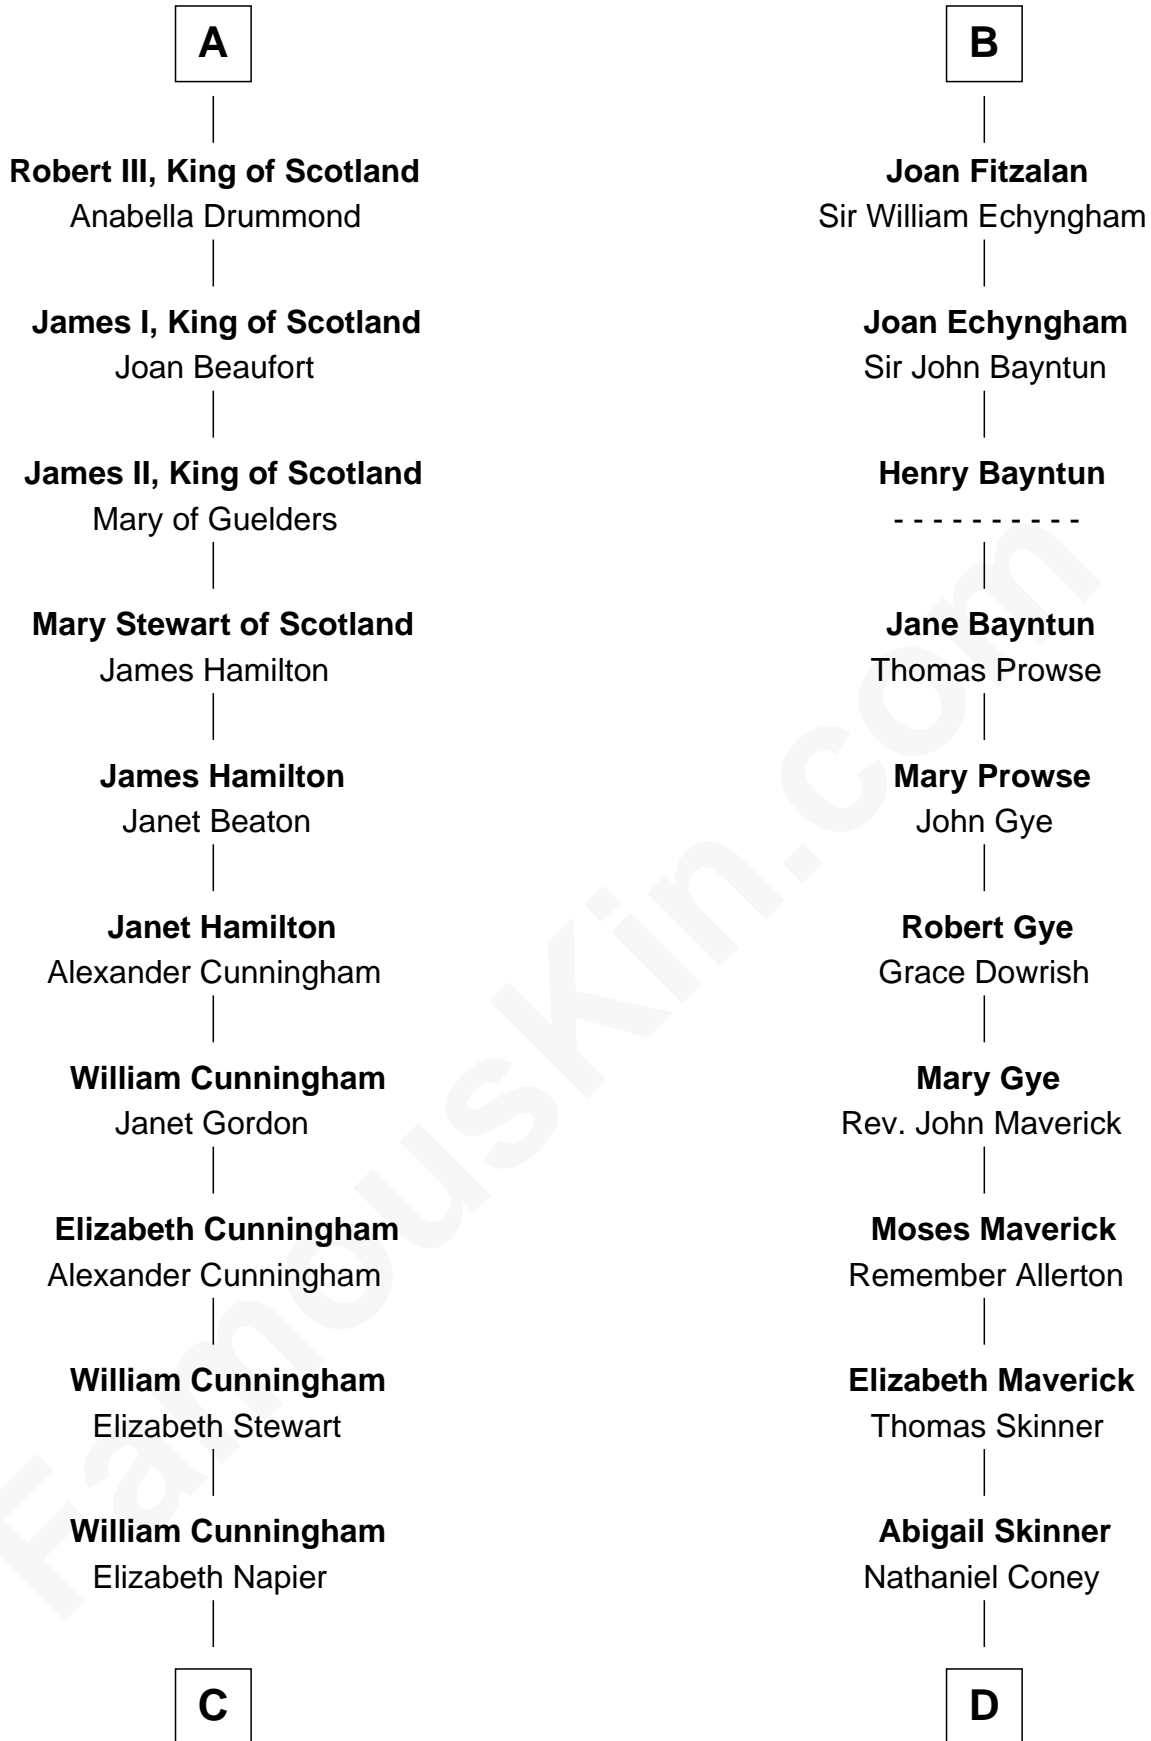 A
Robert III, King of Scotland
Anabella Drummond
James I, King of Scotland
Joan Beaufort
James II, King of Scotland
Mary of Guelders
Mary Stewart of Scotland
James Hamilton
James Hamilton
Janet Beaton
Janet Hamilton
Alexander Cunningham
William Cunningham
Janet Gordon
Elizabeth Cunningham
Alexander Cunningham
William Cunningham
Elizabeth Stewart
William Cunningham
Elizabeth Napier
C
B
Joan Fitzalan
Sir William Echyngham
Joan Echyngham
Sir John Bayntun
Henry Bayntun
- - - - - - - - - -
Jane Bayntun
Thomas Prowse
Mary Prowse
John Gye
Robert Gye
Grace Dowrish
Mary Gye
Rev. John Maverick
Moses Maverick
Remember Allerton
Elizabeth Maverick
Thomas Skinner
Abigail Skinner
Nathaniel Coney
D
FamousKin.com